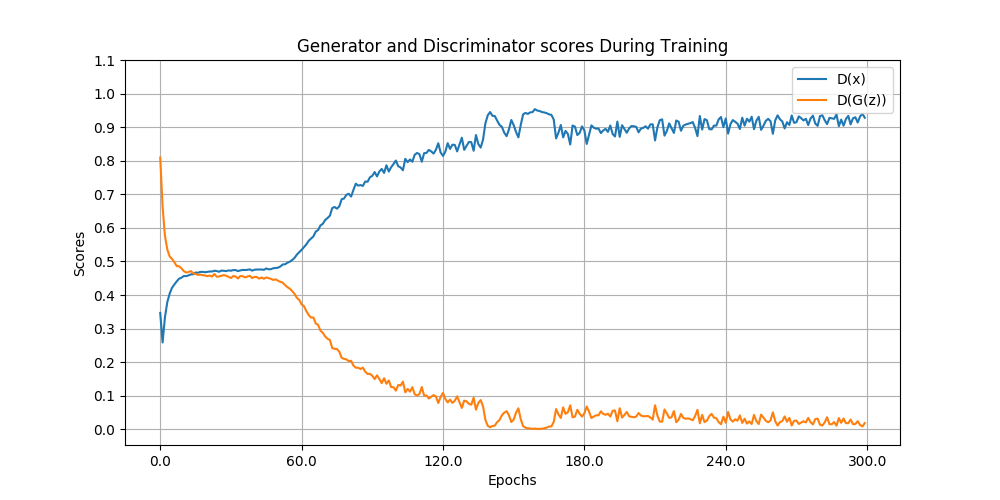 Generator and Discriminator scores During Training
D(x)
D(G(z))
Scores
1.1
1.0
0.9
0.8
0.7
0.6
0.5
0.4
0.3
0.2
0.1
0.0
0.0 60.0 120.0 180.0 240.0 300.0
Epochs